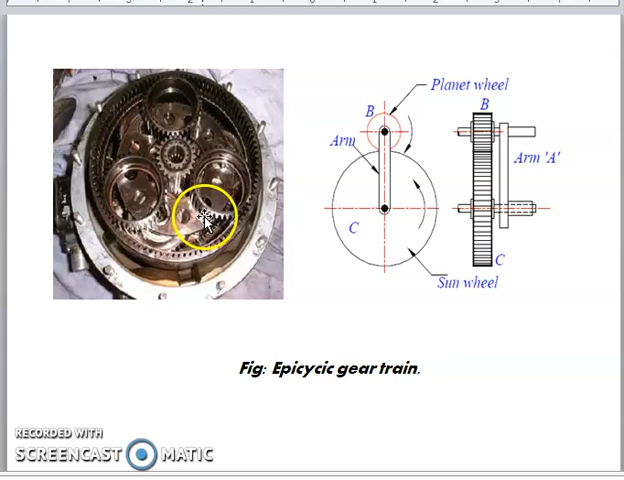 Planet wheel
B
B
Arm
Arm 'A'
C
C
Sun wheel
Fig: Epicycic gear train.
RECORDED WITH
SCREENCAST MATIC